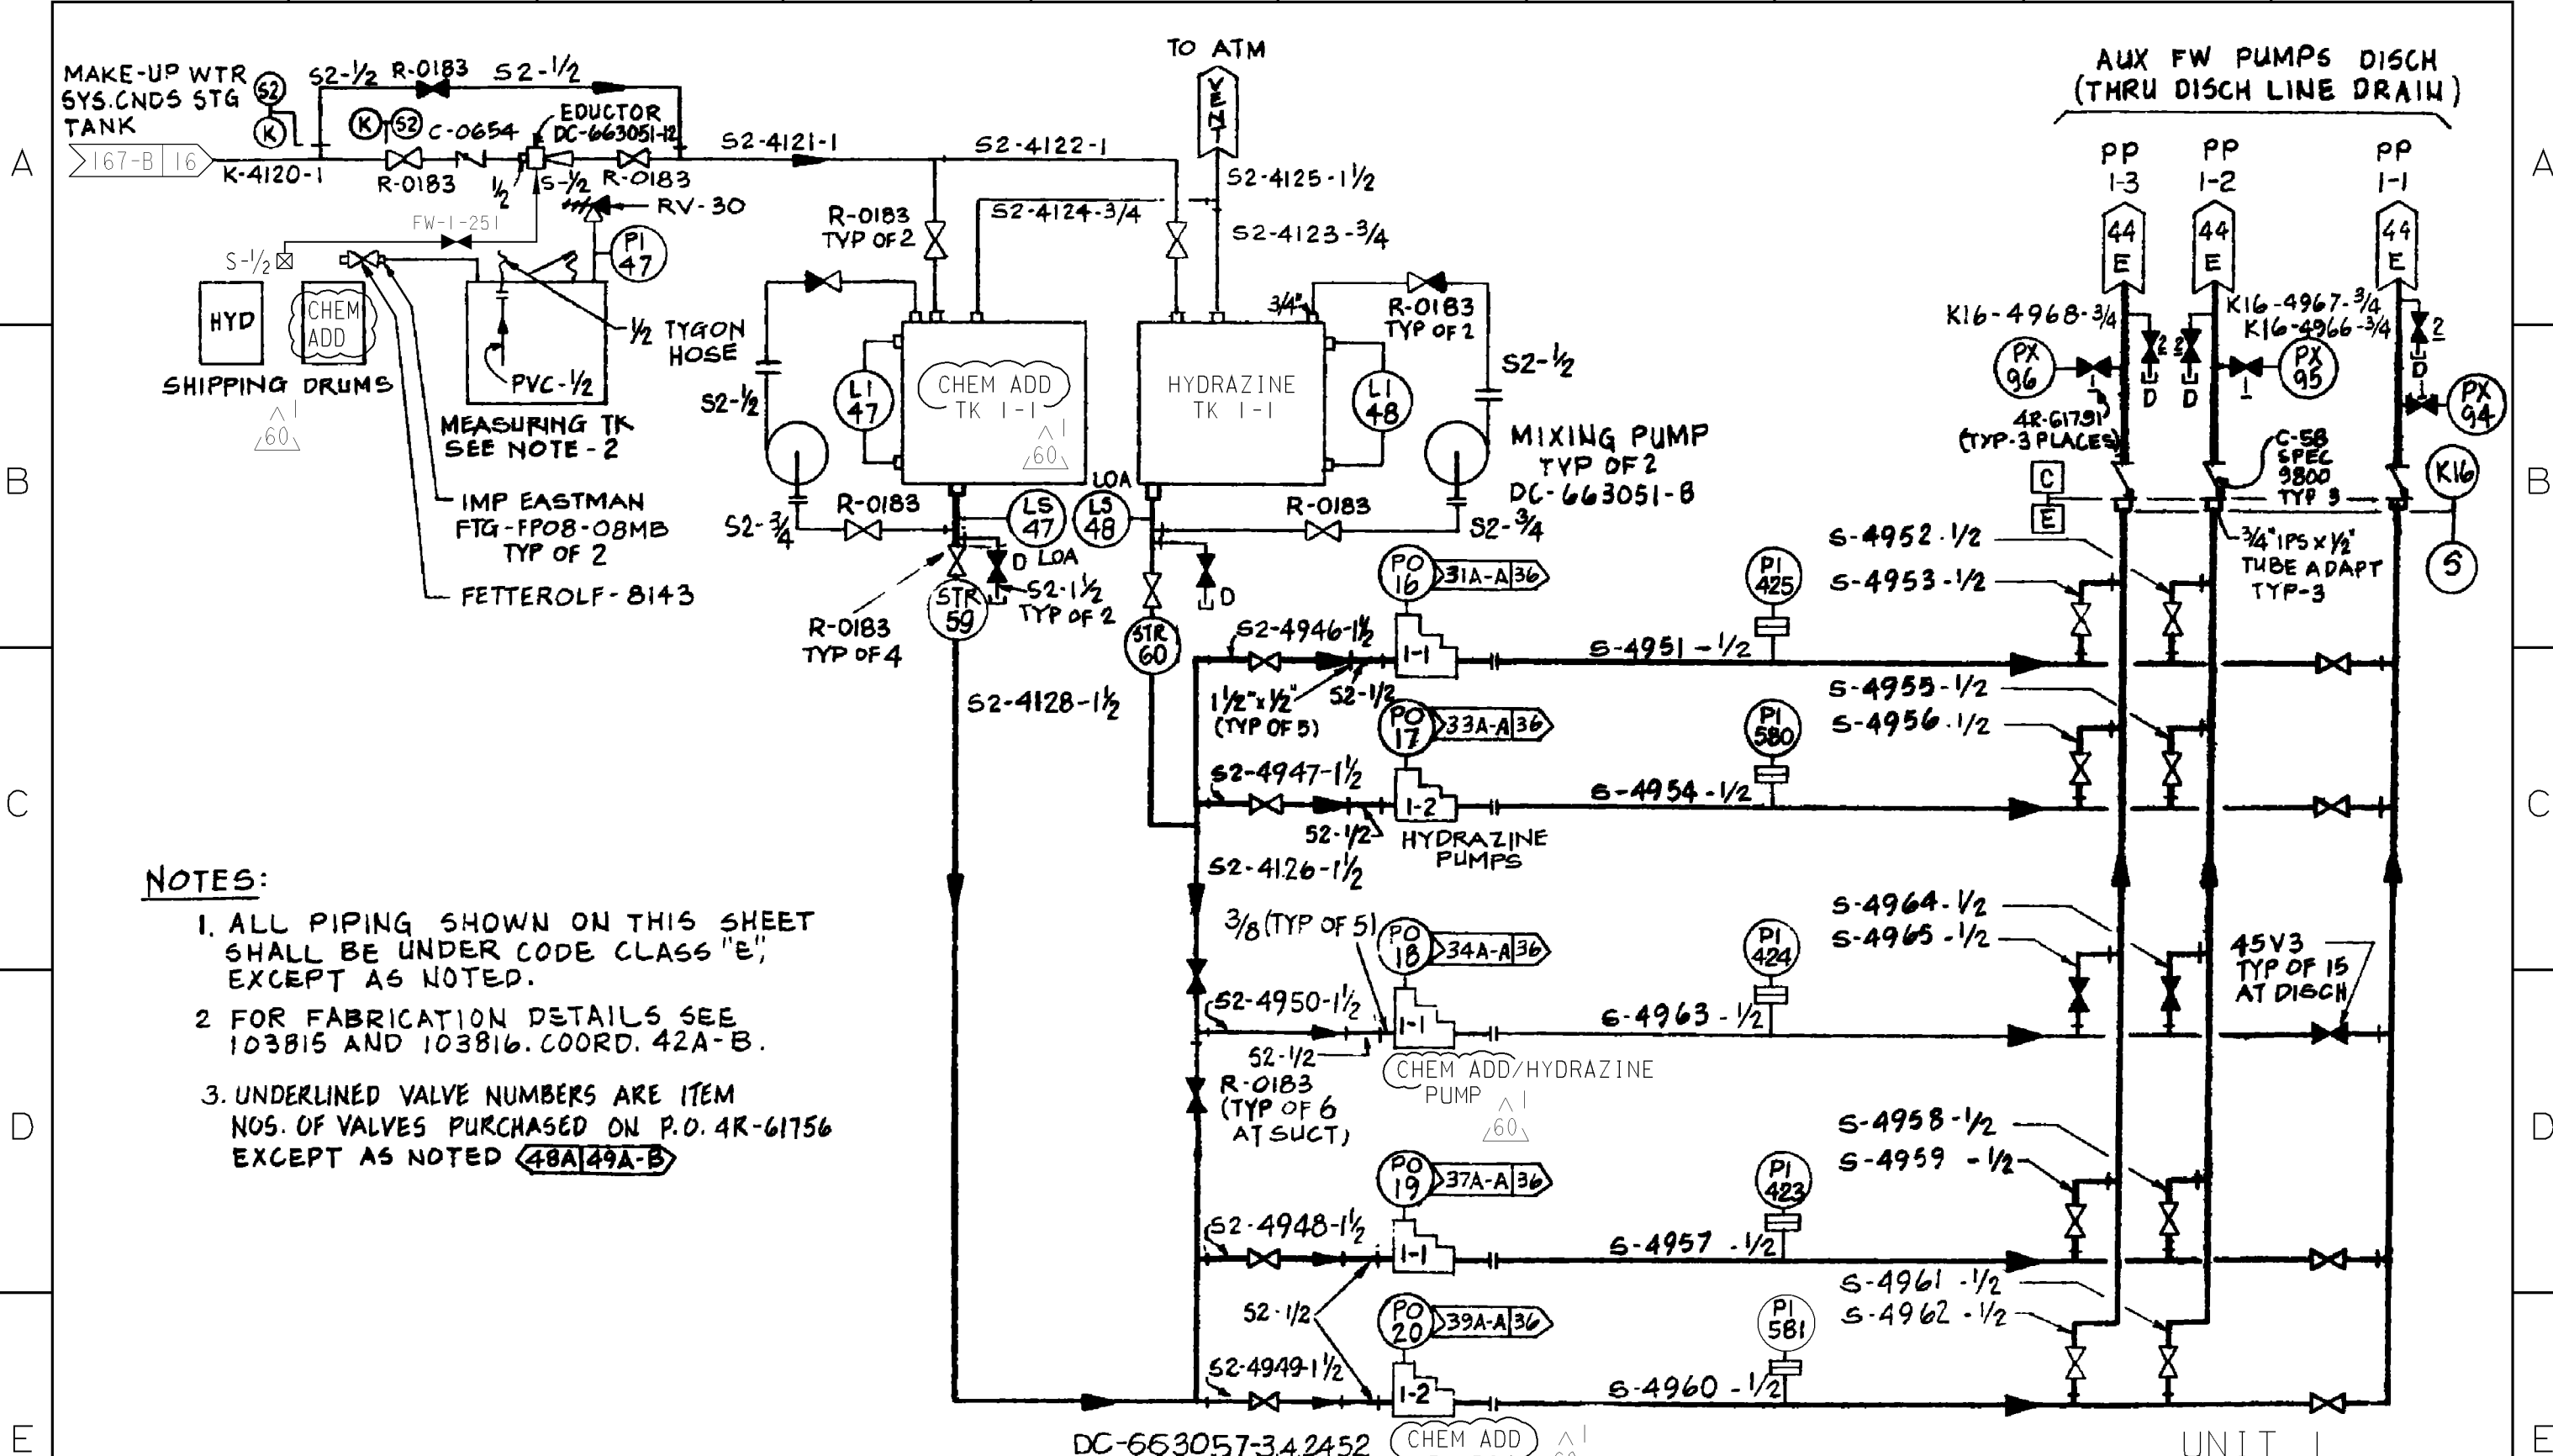 TO ATM
VENT
AUX FW PUMPS DISCH
(THRU DISCH LINE DRAIN)
MAKE-UP WTR
SYS.CNDS STG
TANK
S2
K
S2-1/2
R-0183
S2-1/2
K
S2
C-0654
EDUCTOR
DC-663051-12
167-B 16
K-4120-1
R-0183
1/2
S-1/2
R-0183
RV-30
S2-4121-1
S2-4122-1
S2-4125-1½
S2-4124-3/4
S2-4123-3/4
R-0183
TYP OF 2
FW-1-251
S-1/2
PI
47
HYD
CHEM
ADD
SHIPPING DRUMS
1
60
PVC-1/2
1/2 TYGON
HOSE
MEASURING TK
SEE NOTE-2
IMP EASTMAN
FTG-FP08-08MB
TYP OF 2
FETTEROLF-8143
S2-1/2
LI
47
CHEM ADD
TK 1-1
1
60
3/4"
HYDRAZINE
TK 1-1
LI
48
R-0183
TYP OF 2
S2-1/2
MIXING PUMP
TYP OF 2
DC-663051-B
S2-3/4
R-0183
LS
47
LOA
LOA
LS
48
R-0183
S2-3/4
D
S2-1½
TYP OF 2
D
STR
59
STR
60
R-0183
TYP OF 4
S2-4128-1½
PP
1-3
PP
1-2
PP
1-1
44
E
44
E
44
E
K16-4968-3/4
K16-4967-3/4
K16-4966-3/4
PX
96
1
2
D
2
D
1
PX
95
2
D
1
PX
94
4R-61791
(TYP-3 PLACES)
C-58
SPEC
9800
TYP 3
C
E
K16
S
3/4" IPS x 1/2"
TUBE ADAPT
TYP-3
S2-4946-1½
1½"x½"
(TYP OF 5)
S2-1/2
PO
16
31A-A 36
1-1
S-4951-1/2
PI
425
S-4952-1/2
S-4953-1/2
S2-4947-1½
S2-1/2
PO
17
33A-A 36
1-2
HYDRAZINE
PUMPS
S-4954-1/2
PI
580
S-4955-1/2
S-4956-1/2
S2-4126-1½
3/8 (TYP OF 5)
S2-4950-1½
S2-1/2
PO
18
34A-A 36
1-1
CHEM ADD/HYDRAZINE
PUMP
1
60
S-4963-1/2
PI
424
S-4964-1/2
S-4965-1/2
45V3
TYP OF 15
AT DISCH
R-0183
(TYP OF 6
AT SUCT)
S2-4948-1½
S2-1/2
PO
19
37A-A 36
1-1
S-4957-1/2
PI
423
S-4958-1/2
S-4959-1/2
S2-4949-1½
PO
20
39A-A 36
1-2
S-4960-1/2
PI
581
S-4961-1/2
S-4962-1/2
DC-663057-34,2452
CHEM ADD
1
UNIT 1
NOTES:
1. ALL PIPING SHOWN ON THIS SHEET
SHALL BE UNDER CODE CLASS "E",
EXCEPT AS NOTED.
2 FOR FABRICATION DETAILS SEE
103815 AND 103816. COORD. 42A-B.
3. UNDERLINED VALVE NUMBERS ARE ITEM
NOS. OF VALVES PURCHASED ON P.O. 4R-61756
EXCEPT AS NOTED 48A 49A-B
A
B
C
D
E
A
B
C
D
E